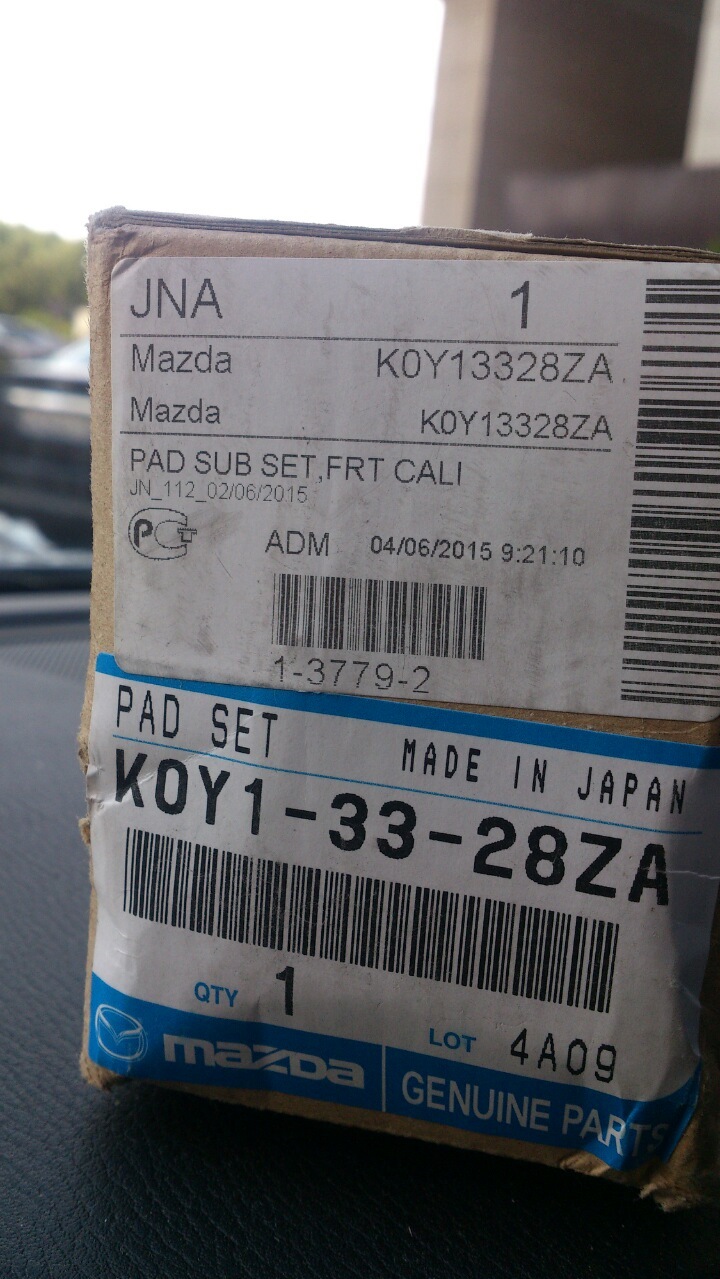 JNA 1
Mazda K0Y13328ZA
Mazda K0Y13328ZA
PAD SUB SET,FRT CALI
JN_112_02/06/2015
PCT ADM 04/06/2015 9:21:10
1-3779-2
PAD SET MADE IN JAPAN
K0Y1-33-28ZA
QTY 1
LOT 4A09
mazda GENUINE PARTS